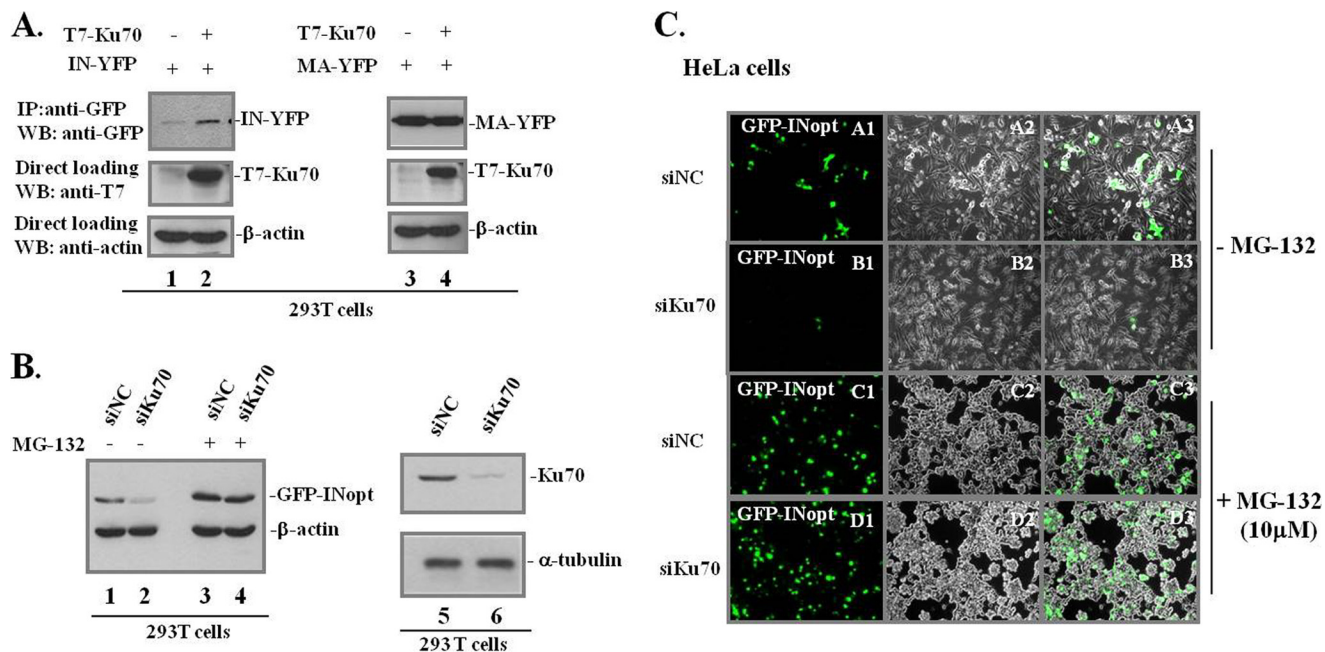 A.
T7-Ku70 - +
IN-YFP + +
IP:anti-GFP
WB: anti-GFP
-IN-YFP
Direct loading
WB: anti-T7
-T7-Ku70
Direct loading
WB: anti-actin
-β-actin
1 2
T7-Ku70 - +
MA-YFP + +
-MA-YFP
-T7-Ku70
-β-actin
3 4
293T cells
B.
siNC siKu70 siNC siKu70
MG-132 - - + +
-GFP-INopt
-β-actin
1 2 3 4
293T cells
siNC siKu70
-Ku70
- α-tubulin
5 6
293T cells
C.
HeLa cells
siNC
GFP-INopt A1 A2 A3
siKu70
GFP-INopt B1 B2 B3
- MG-132
siNC
GFP-INopt C1 C2 C3
siKu70
GFP-INopt D1 D2 D3
+ MG-132
(10μM)